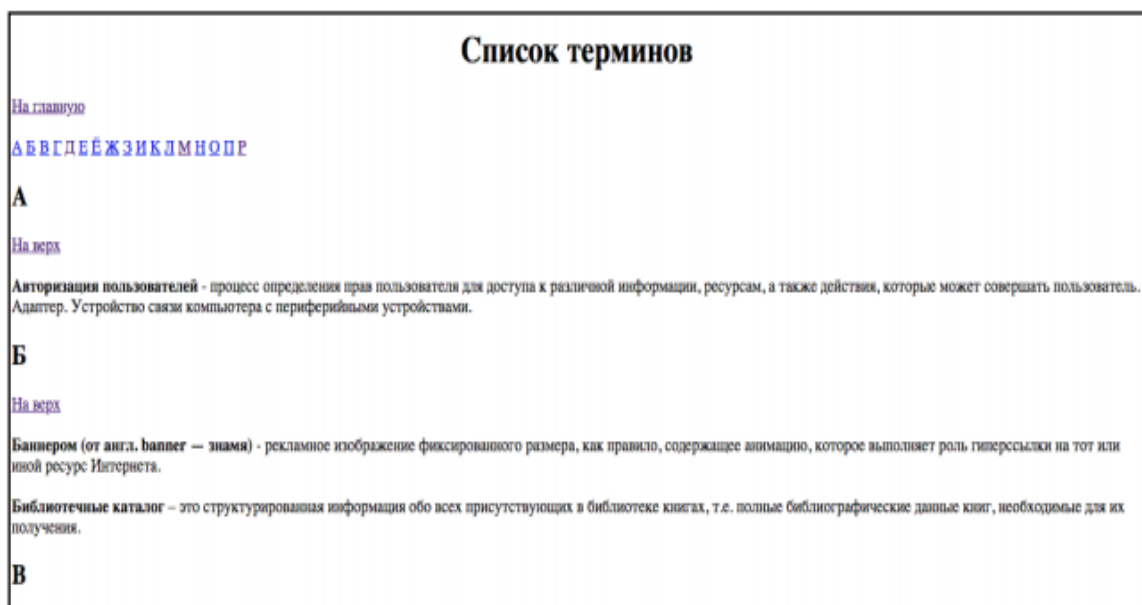 Список терминов
На главную
А Б В Г Д Е Ё Ж З И К Л М Н О П Р
А
На верх
Авторизация пользователей - процесс определения прав пользователя для доступа к различной информации, ресурсам, а также действия, которые может совершать пользователь.
Адаптер. Устройство связи компьютера с периферийными устройствами.
Б
На верх
Баннером (от англ. banner — знамя) - рекламное изображение фиксированного размера, как правило, содержащее анимацию, которое выполняет роль гиперссылки на тот или
иной ресурс Интернета.
Библиотечные каталог – это структурированная информация обо всех присутствующих в библиотеке книгах, т.е. полные библиографические данные книг, необходимые для их
получения.
В